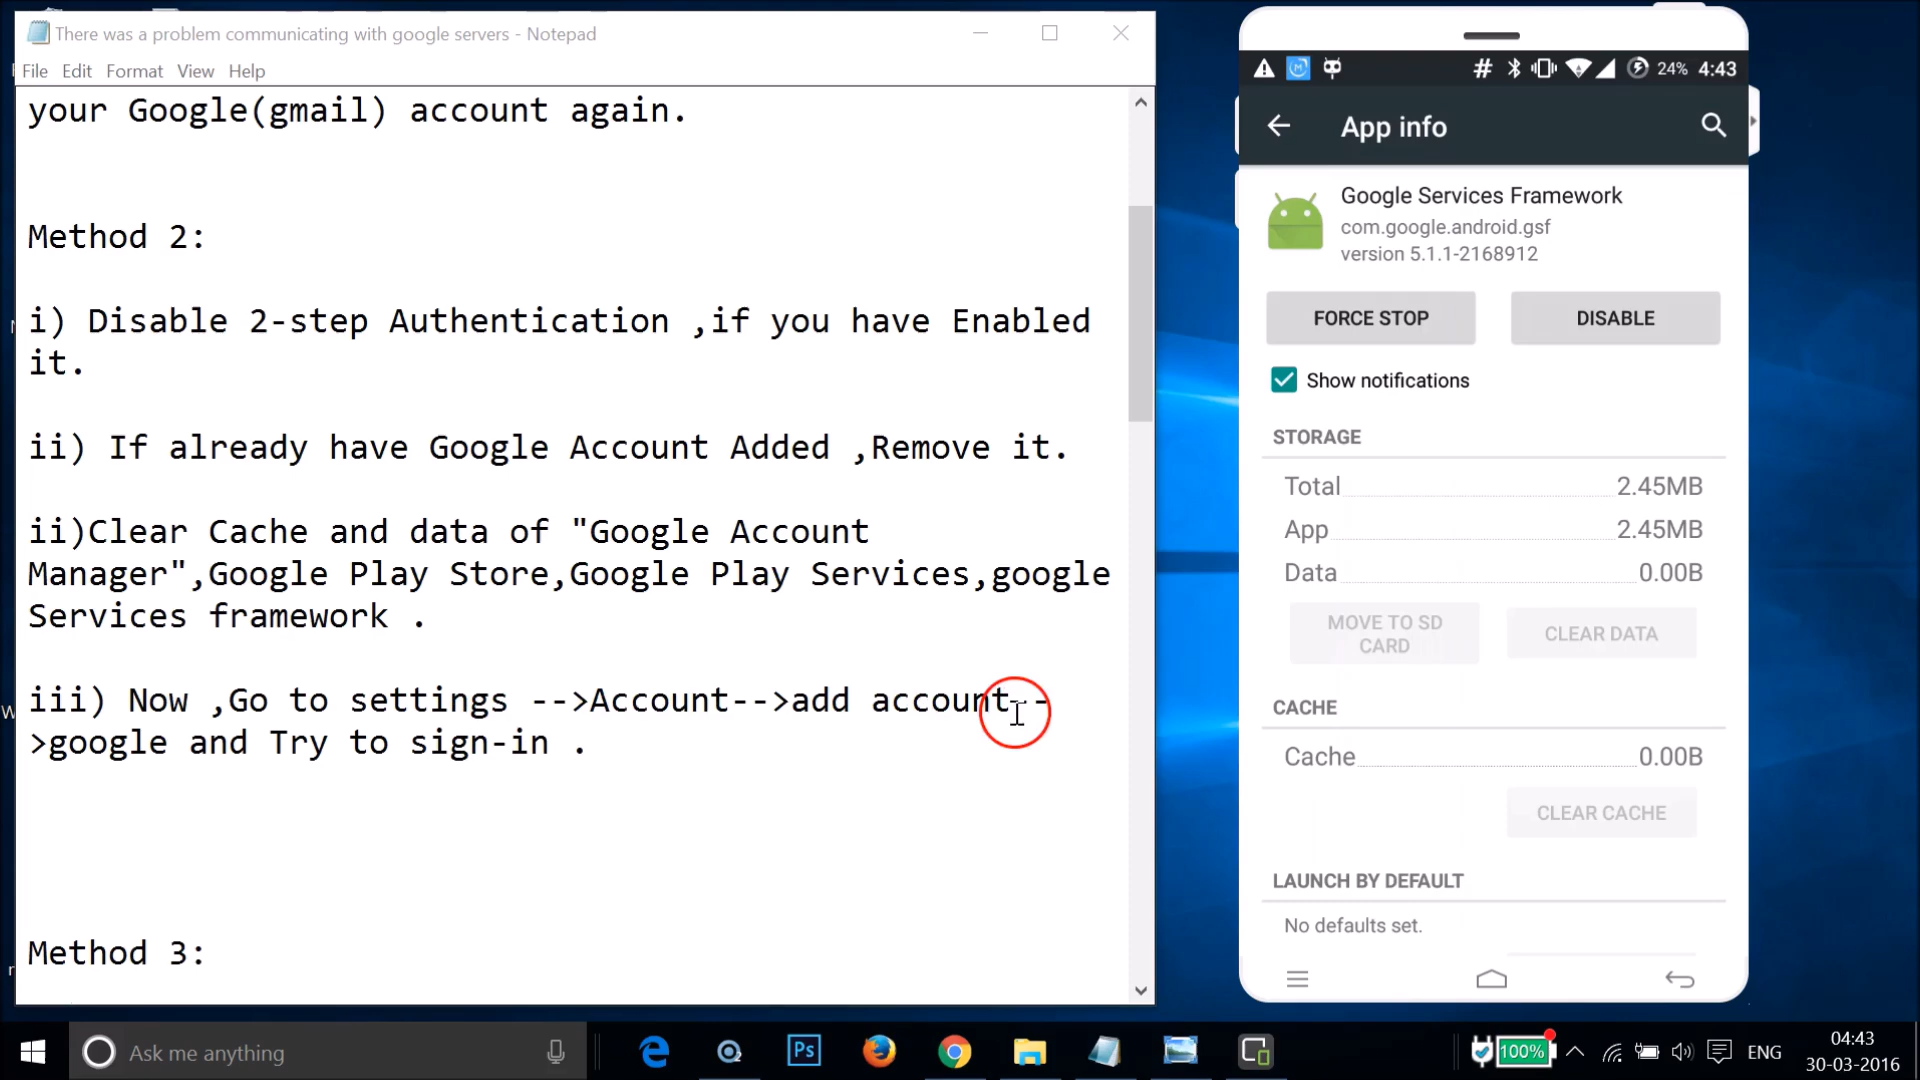 There was a problem communicating with google servers - Notepad
File Edit Format View Help
your Google(gmail) account again.
Method 2:
i) Disable 2-step Authentication ,if you have Enabled
it.
ii) If already have Google Account Added ,Remove it.
ii)Clear Cache and data of "Google Account
Manager",Google Play Store,Google Play Services,google
Services framework .
iii) Now ,Go to settings -->Account-->add account--
>google and Try to sign-in .
Method 3:
24% 4:43
App info
Google Services Framework
com.google.android.gsf
version 5.1.1-2168912
FORCE STOP DISABLE
Show notifications
STORAGE
Total 2.45MB
App 2.45MB
Data 0.00B
MOVE TO SD
CARD
CLEAR DATA
CACHE
Cache 0.00B
CLEAR CACHE
LAUNCH BY DEFAULT
No defaults set.
Ask me anything
Ps
100%
ENG
04:43
30-03-2016